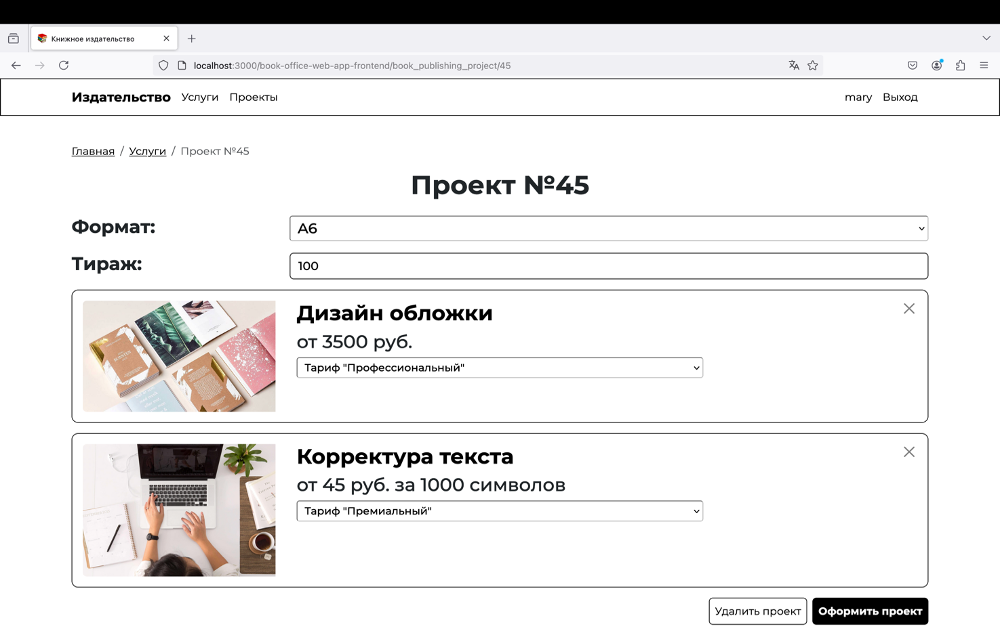 Книжное издательство
localhost:3000/book-office-web-app-frontend/book_publishing_project/45
Издательство Услуги Проекты mary Выход
Главная / Услуги / Проект №45
Проект №45
Формат: А6
Тираж: 100
Дизайн обложки
от 3500 руб.
Тариф "Профессиональный"
Корректура текста
от 45 руб. за 1000 символов
Тариф "Премиальный"
Удалить проект Оформить проект